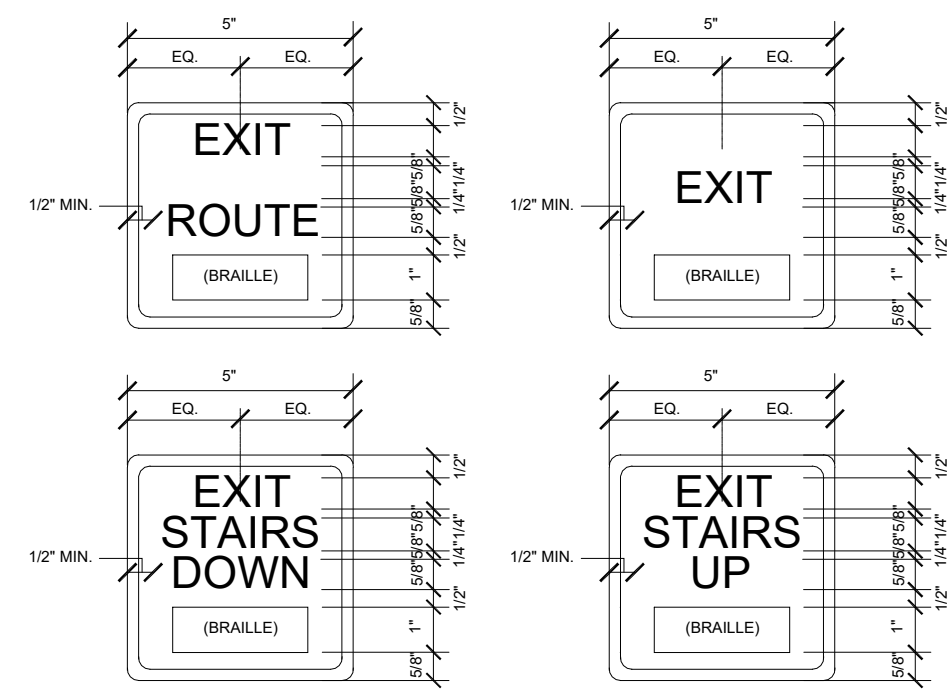 5"
EQ. EQ.
EXIT
ROUTE
(BRAILLE)
1/2" MIN.
1/2"
5/8"
1/4"
5/8"
1/4"
5/8"
1/2"
1"
5/8"
5"
EQ. EQ.
EXIT
(BRAILLE)
1/2" MIN.
1/2"
5/8"
1/4"
5/8"
1/4"
5/8"
1/2"
1"
5/8"
5"
EQ. EQ.
EXIT
STAIRS
DOWN
(BRAILLE)
1/2" MIN.
1/2"
5/8"
1/4"
5/8"
1/4"
5/8"
1/2"
1"
5/8"
5"
EQ. EQ.
EXIT
STAIRS
UP
(BRAILLE)
1/2" MIN.
1/2"
5/8"
1/4"
5/8"
1/4"
5/8"
1/2"
1"
5/8"